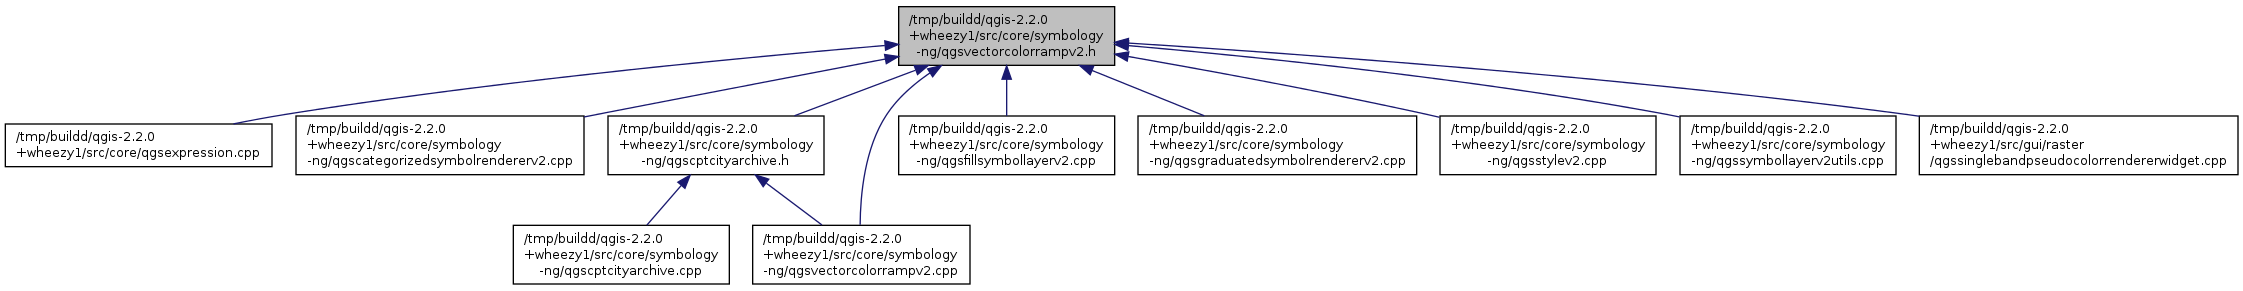 /tmp/buildd/qgis-2.2.0
+wheezy1/src/core/symbology
-ng/qgsvectorcolorrampv2.h
/tmp/buildd/qgis-2.2.0
+wheezy1/src/core/qgsexpression.cpp
/tmp/buildd/qgis-2.2.0
+wheezy1/src/core/symbology
-ng/qgscategorizedsymbolrendererv2.cpp
/tmp/buildd/qgis-2.2.0
+wheezy1/src/core/symbology
-ng/qgscptcityarchive.h
/tmp/buildd/qgis-2.2.0
+wheezy1/src/core/symbology
-ng/qgsfillsymbollayerv2.cpp
/tmp/buildd/qgis-2.2.0
+wheezy1/src/core/symbology
-ng/qgsgraduatedsymbolrendererv2.cpp
/tmp/buildd/qgis-2.2.0
+wheezy1/src/core/symbology
-ng/qgsstylev2.cpp
/tmp/buildd/qgis-2.2.0
+wheezy1/src/core/symbology
-ng/qgssymbollayerv2utils.cpp
/tmp/buildd/qgis-2.2.0
+wheezy1/src/gui/raster
/qgssinglebandpseudocolorrendererwidget.cpp
/tmp/buildd/qgis-2.2.0
+wheezy1/src/core/symbology
-ng/qgscptcityarchive.cpp
/tmp/buildd/qgis-2.2.0
+wheezy1/src/core/symbology
-ng/qgsvectorcolorrampv2.cpp